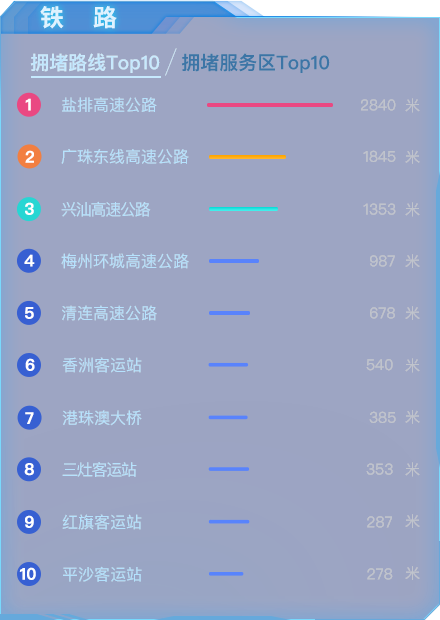 铁 路
拥堵路线Top10 / 拥堵服务区Top10
1 盐排高速公路 2840 米
2 广珠东线高速公路 1845 米
3 兴汕高速公路 1353 米
4 梅州环城高速公路 987 米
5 清连高速公路 678 米
6 香洲客运站 540 米
7 港珠澳大桥 385 米
8 三灶客运站 353 米
9 红旗客运站 287 米
10 平沙客运站 278 米